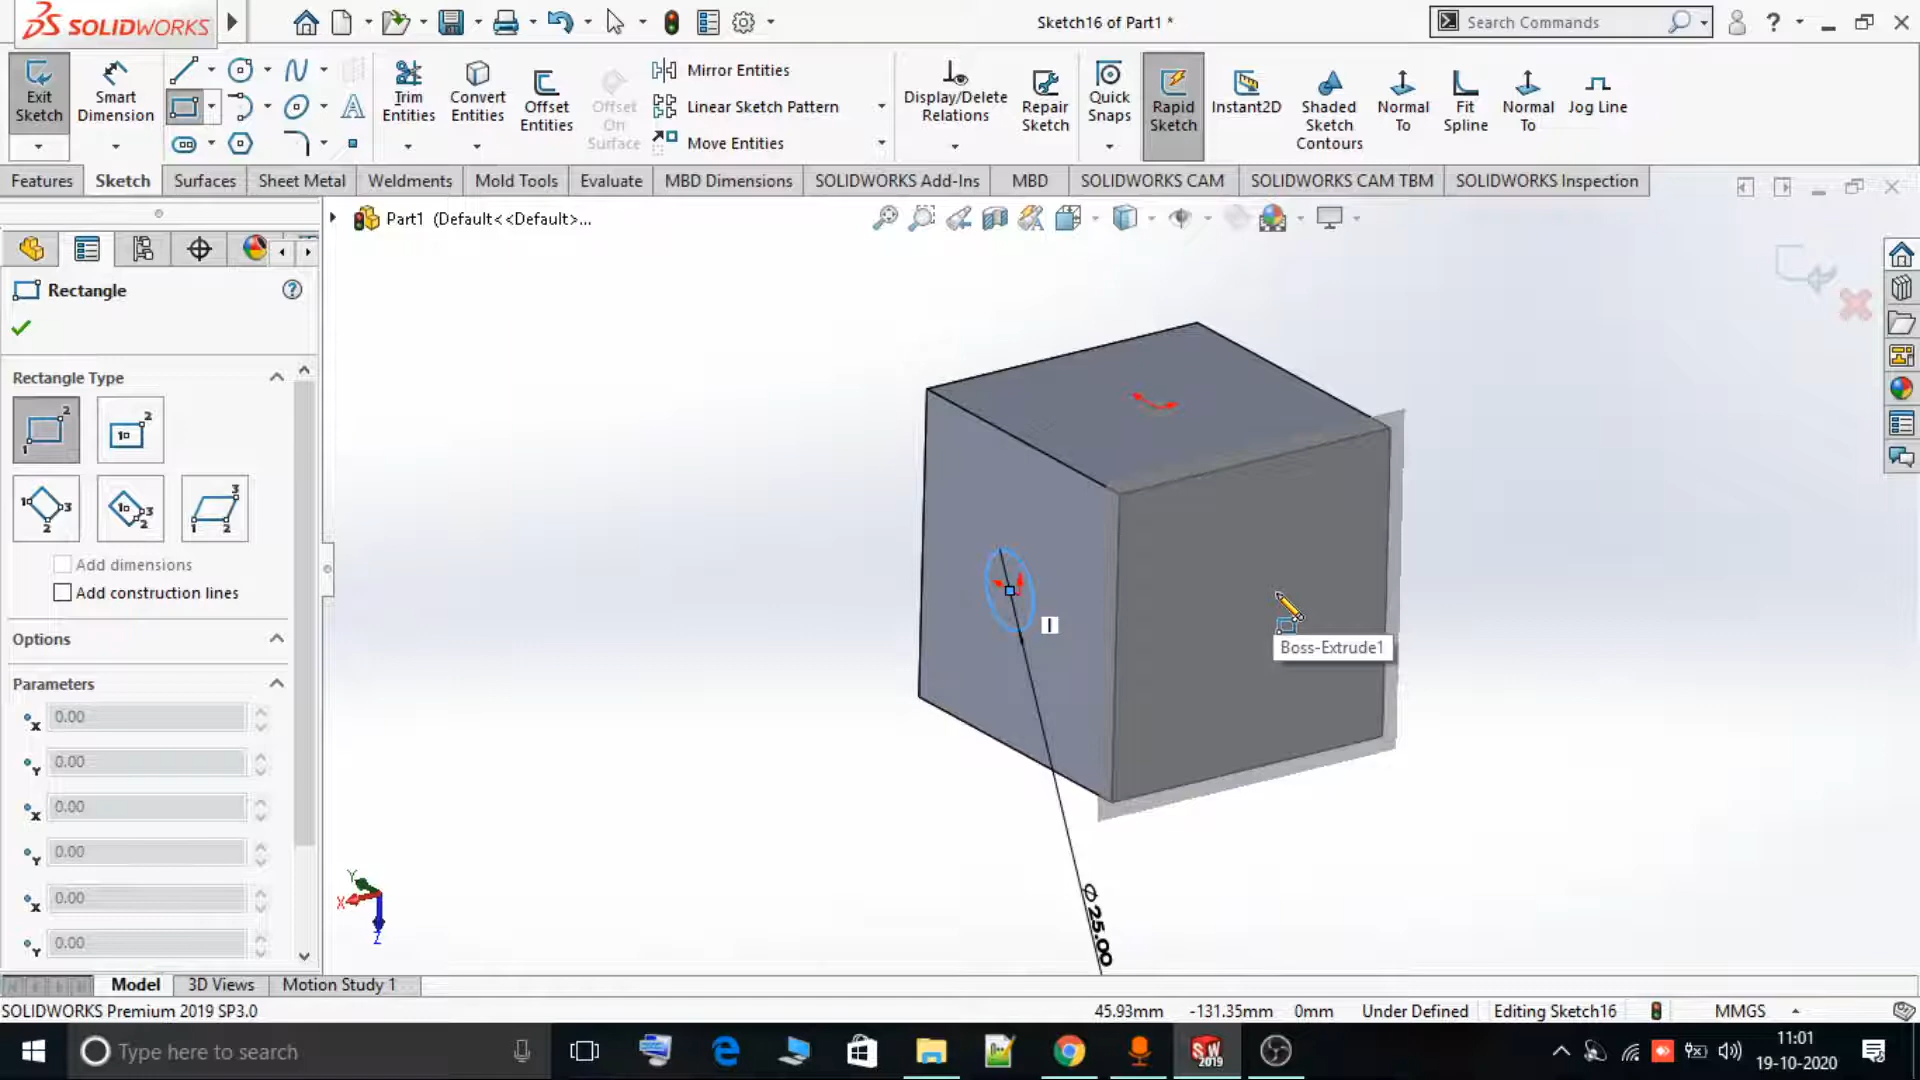 SOLIDWORKS
Sketch16 of Part1 *
Search Commands
?
Exit Sketch
Smart Dimension
Trim Entities
Convert Entities
Offset Entities
Offset On Surface
Mirror Entities
Linear Sketch Pattern
Move Entities
Display/Delete Relations
Repair Sketch
Quick Snaps
Rapid Sketch
Instant2D
Shaded Sketch Contours
Normal To
Fit Spline
Normal To
Jog Line
Features
Sketch
Surfaces
Sheet Metal
Weldments
Mold Tools
Evaluate
MBD Dimensions
SOLIDWORKS Add-Ins
MBD
SOLIDWORKS CAM
SOLIDWORKS CAM TBM
SOLIDWORKS Inspection
Part1 (Default<<Default>...
Rectangle
Rectangle Type
Add dimensions
Add construction lines
Options
Parameters
X 0.00
Y 0.00
X 0.00
Y 0.00
X 0.00
Y 0.00
Boss-Extrude1
Ø25.00
Y
X
Z
Model
3D Views
Motion Study 1
SOLIDWORKS Premium 2019 SP3.0
45.93mm
-131.35mm
0mm
Under Defined
Editing Sketch16
MMGS
Type here to search
SW 2019
11:01
19-10-2020